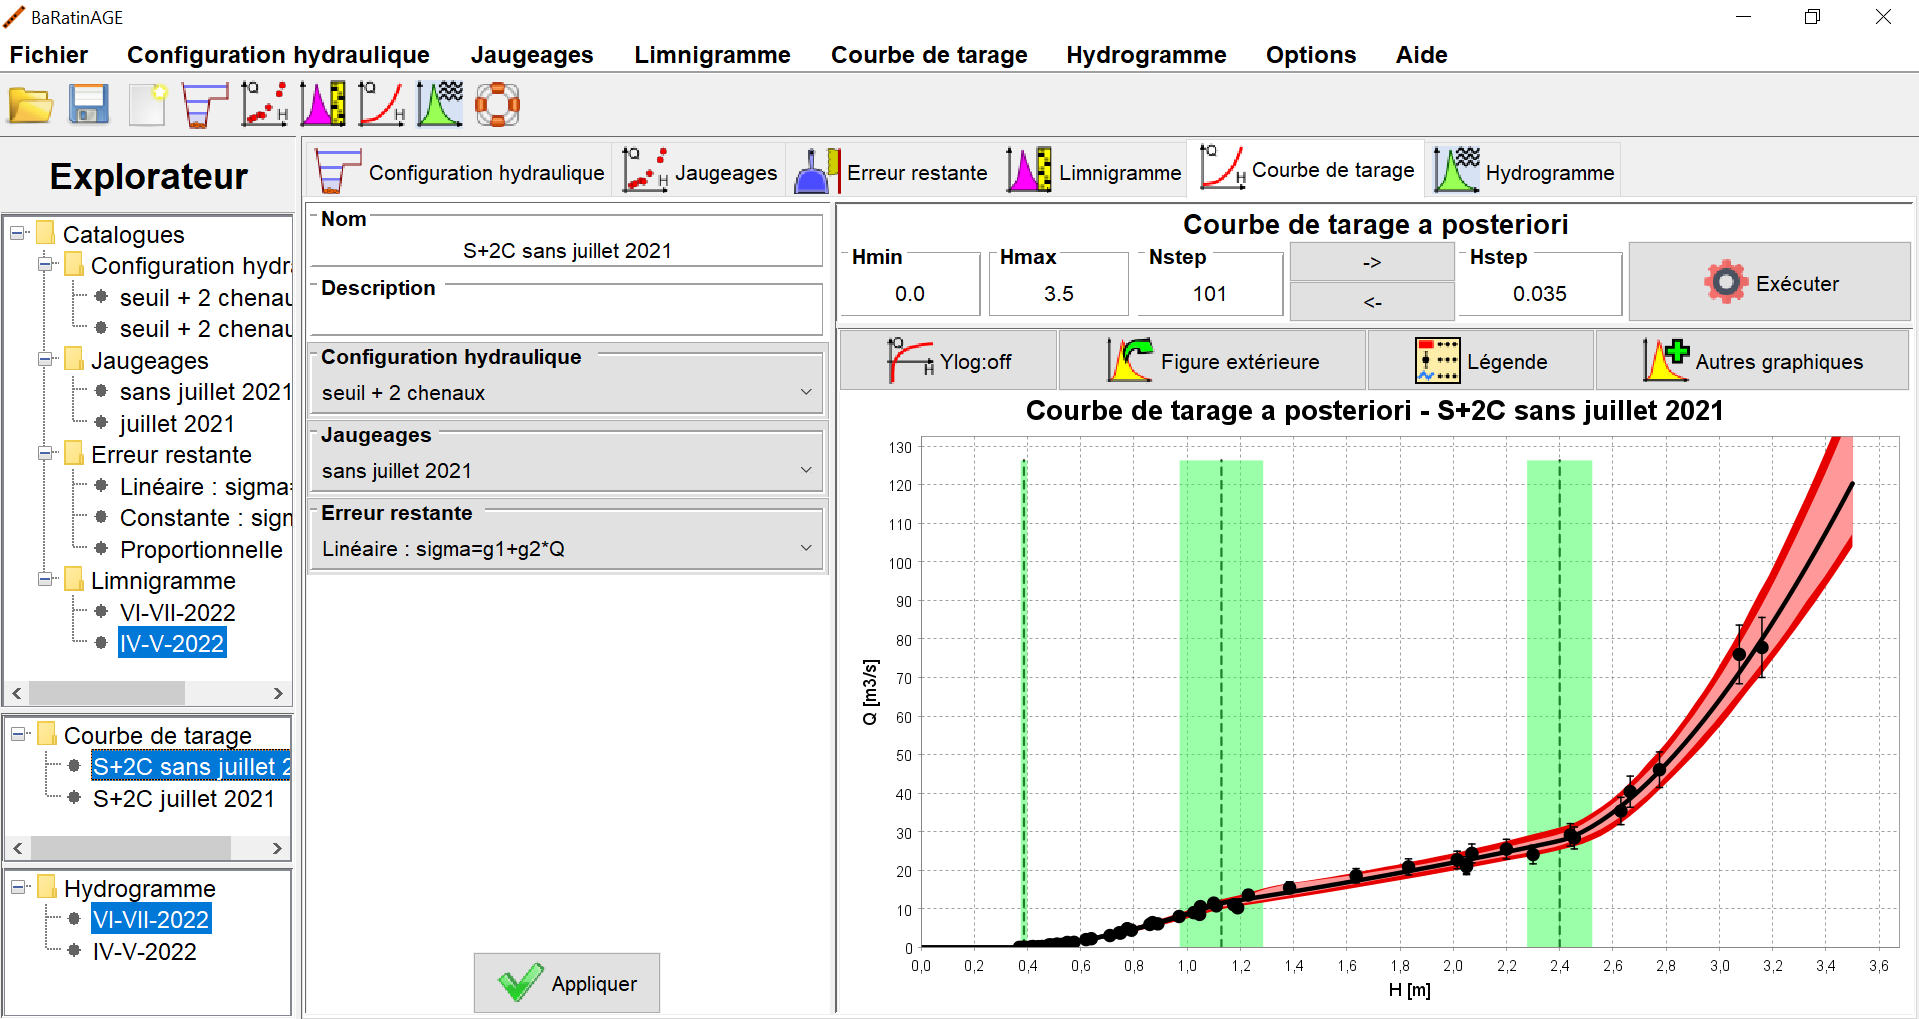 BaRatinAGE
Fichier Configuration hydraulique Jaugeages Limnigramme Courbe de tarage Hydrogramme Options Aide
Explorateur
Configuration hydraulique Jaugeages Erreur restante Limnigramme Courbe de tarage Hydrogramme
Catalogues
Configuration hydr
seuil + 2 chenau
seuil + 2 chenau
Jaugeages
sans juillet 2021
juillet 2021
Erreur restante
Linéaire : sigma=
Constante : sign
Proportionnelle
Limnigramme
VI-VII-2022
IV-V-2022
Courbe de tarage
S+2C sans juillet 2
S+2C juillet 2021
Hydrogramme
VI-VII-2022
IV-V-2022
Nom
S+2C sans juillet 2021
Description
Configuration hydraulique
seuil + 2 chenaux
Jaugeages
sans juillet 2021
Erreur restante
Linéaire : sigma=g1+g2*Q
Appliquer
Courbe de tarage a posteriori
Hmin Hmax Nstep -> Hstep
0.0 3.5 101 <- 0.035
Exécuter
Ylog:off Figure extérieure Légende Autres graphiques
Courbe de tarage a posteriori - S+2C sans juillet 2021
130
120
110
100
90
80
70
60
50
40
30
20
10
0
Q [m3/s]
0,0 0,2 0,4 0,6 0,8 1,0 1,2 1,4 1,6 1,8 2,0 2,2 2,4 2,6 2,8 3,0 3,2 3,4 3,6
H [m]